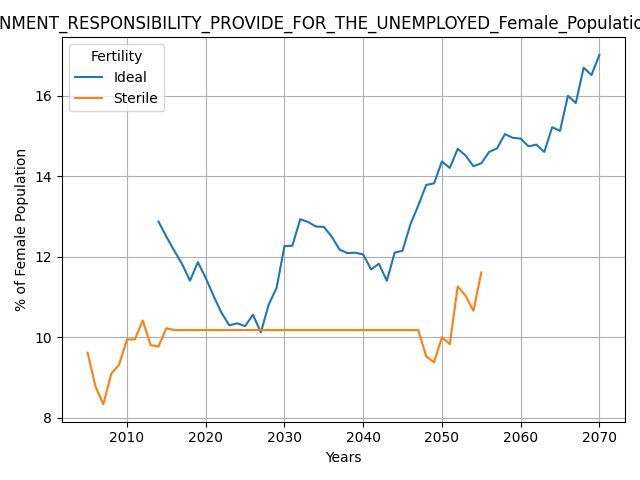 NMENT_RESPONSIBILITY_PROVIDE_FOR_THE_UNEMPLOYED_Female_Populatio
Fertility
Ideal
Sterile
% of Female Population
16
14
12
10
8
2010 2020 2030 2040 2050 2060 2070
Years